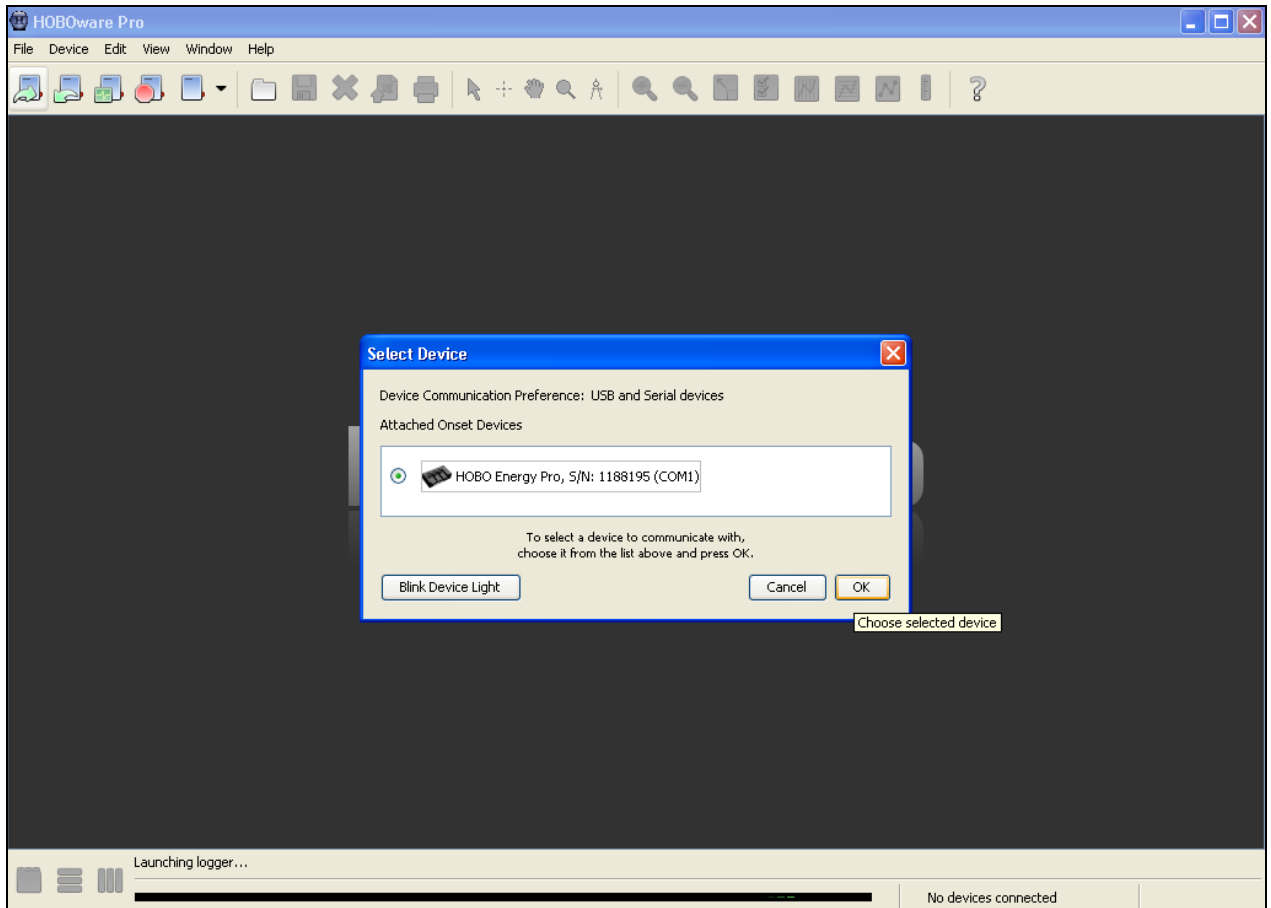 HOBOware Pro
File Device Edit View Window Help
Select Device
Device Communication Preference: USB and Serial devices
Attached Onset Devices
HOBO Energy Pro, S/N: 1188195 (COM1)
To select a device to communicate with,
choose it from the list above and press OK.
Blink Device Light Cancel OK
Choose selected device
Launching logger...
No devices connected